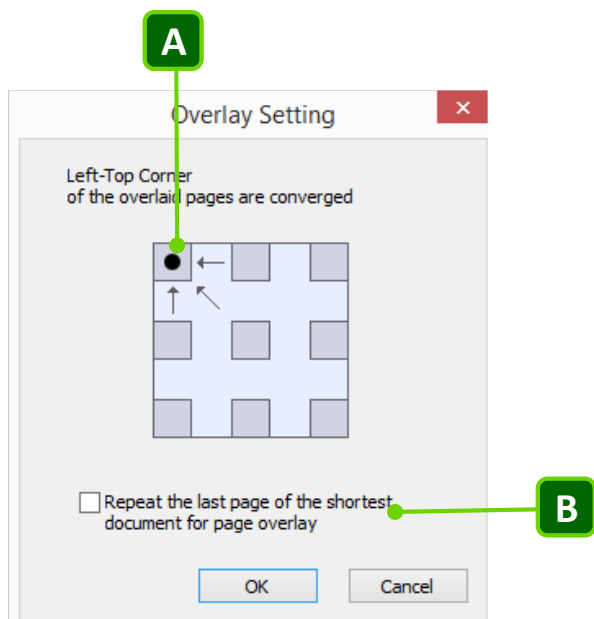 A
Overlay Setting
Left-Top Corner
of the overlaid pages are converged
Repeat the last page of the shortest
document for page overlay
B
OK
Cancel